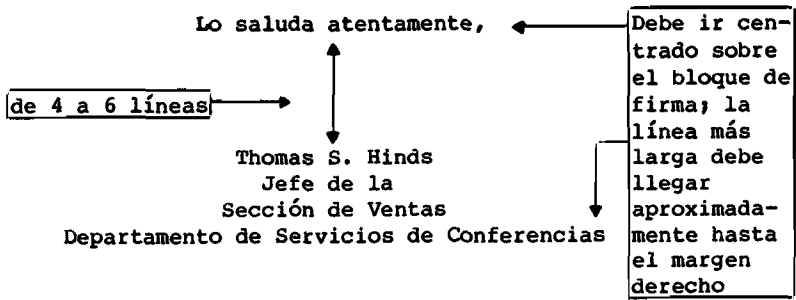 Lo saluda atentamente,
de 4 a 6 líneas
Thomas S. Hinds
Jefe de la
Sección de Ventas
Departamento de Servicios de Conferencias
Debe ir cen-
trado sobre
el bloque de
firma; la
línea más
larga debe
llegar
aproximada-
mente hasta
el margen
derecho